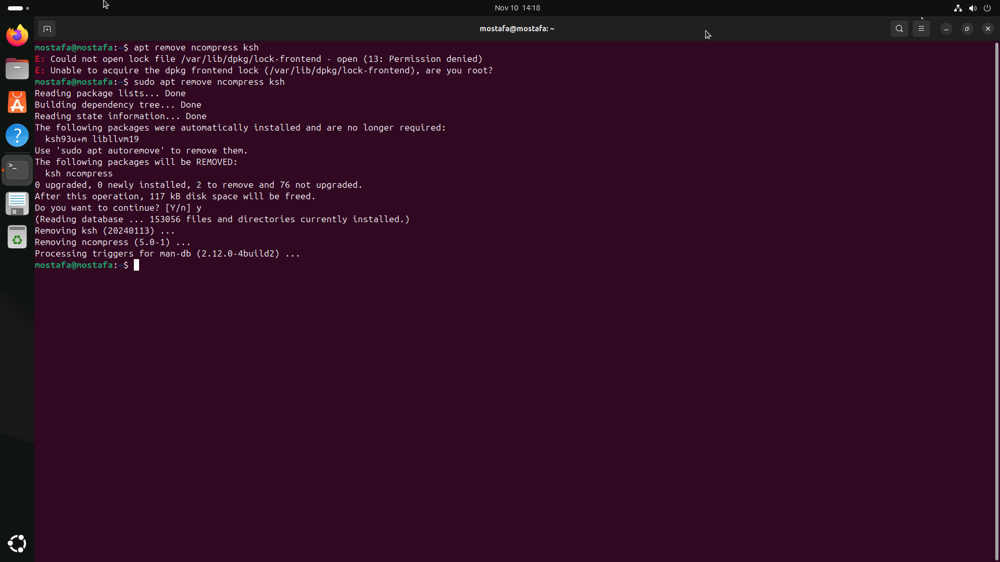 Nov 10 14:18
mostafa@mostafa: ~
mostafa@mostafa:~$ apt remove ncompress ksh
E: Could not open lock file /var/lib/dpkg/lock-frontend - open (13: Permission denied)
E: Unable to acquire the dpkg frontend lock (/var/lib/dpkg/lock-frontend), are you root?
mostafa@mostafa:~$ sudo apt remove ncompress ksh
Reading package lists... Done
Building dependency tree... Done
Reading state information... Done
The following packages were automatically installed and are no longer required:
  ksh93u+m libllvm19
Use 'sudo apt autoremove' to remove them.
The following packages will be REMOVED:
  ksh ncompress
0 upgraded, 0 newly installed, 2 to remove and 76 not upgraded.
After this operation, 117 kB disk space will be freed.
Do you want to continue? [Y/n] y
(Reading database ... 153056 files and directories currently installed.)
Removing ksh (20240113) ...
Removing ncompress (5.0-1) ...
Processing triggers for man-db (2.12.0-4build2) ...
mostafa@mostafa:~$